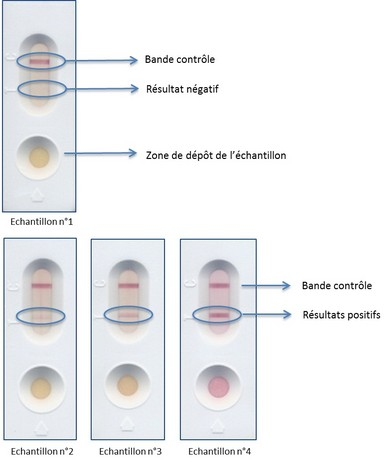 Bande contrôle
Résultat négatif
Zone de dépôt de l'échantillon
Echantillon n°1
Bande contrôle
Résultats positifs
Echantillon n°2
Echantillon n°3
Echantillon n°4